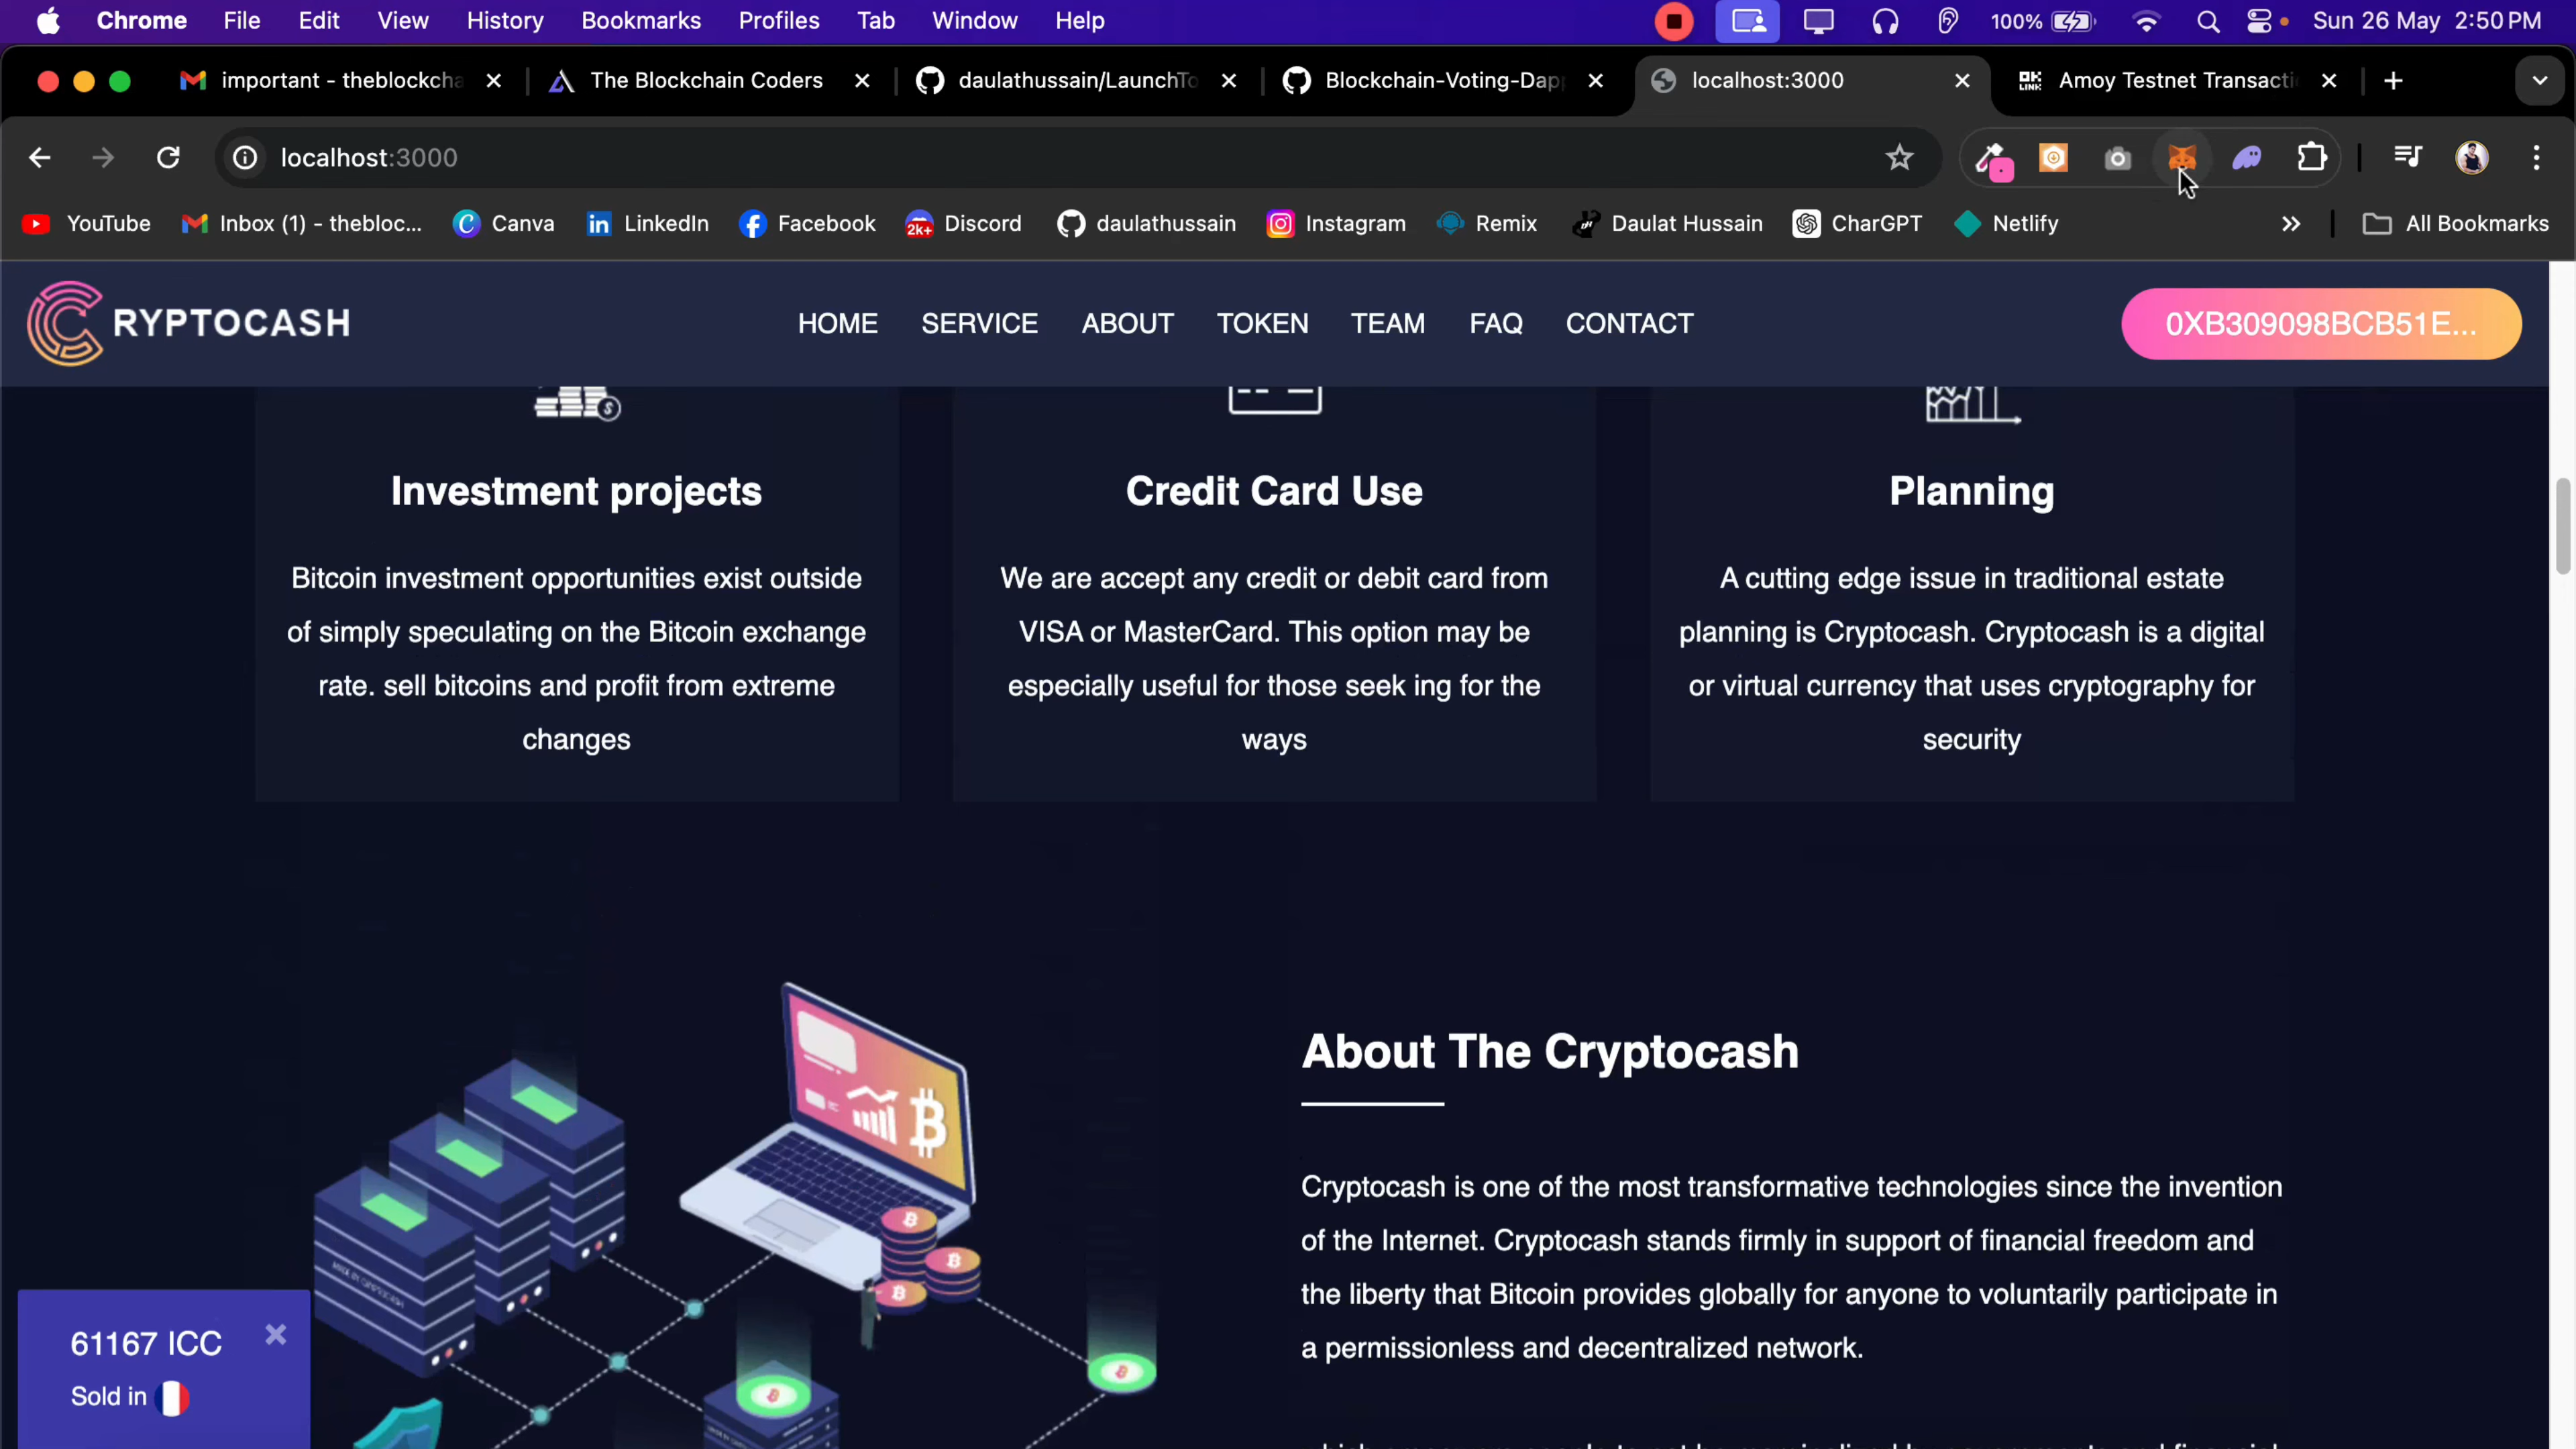 Chrome File Edit View History Bookmarks Profiles Tab Window Help 100% Sun 26 May 2:50 PM
important - theblockcha The Blockchain Coders daulathussain/LaunchTo Blockchain-Voting-Dap localhost:3000 OK LINK Amoy Testnet Transacti
localhost:3000
YouTube Inbox (1) - thebloc... Canva LinkedIn Facebook 2k+ Discord daulathussain Instagram Remix Daulat Hussain CharGPT Netlify All Bookmarks
RYPTOCASH HOME SERVICE ABOUT TOKEN TEAM FAQ CONTACT 0XB309098BCB51E...
Investment projects
Bitcoin investment opportunities exist outside
of simply speculating on the Bitcoin exchange
rate. sell bitcoins and profit from extreme
changes
Credit Card Use
We are accept any credit or debit card from
VISA or MasterCard. This option may be
especially useful for those seek ing for the
ways
Planning
A cutting edge issue in traditional estate
planning is Cryptocash. Cryptocash is a digital
or virtual currency that uses cryptography for
security
About The Cryptocash
Cryptocash is one of the most transformative technologies since the invention
of the Internet. Cryptocash stands firmly in support of financial freedom and
the liberty that Bitcoin provides globally for anyone to voluntarily participate in
a permissionless and decentralized network.
61167 ICC
Sold in